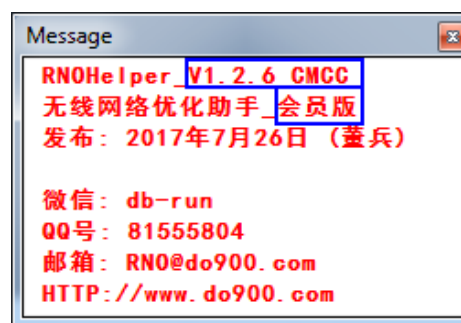 Message
RNOHelper_V1.2.6 CMCC
无线网络优化助手_会员版
发布: 2017年7月26日 (董兵)
微信: db-run
QQ号: 81555804
邮箱: RNO@do900.com
HTTP://www.do900.com